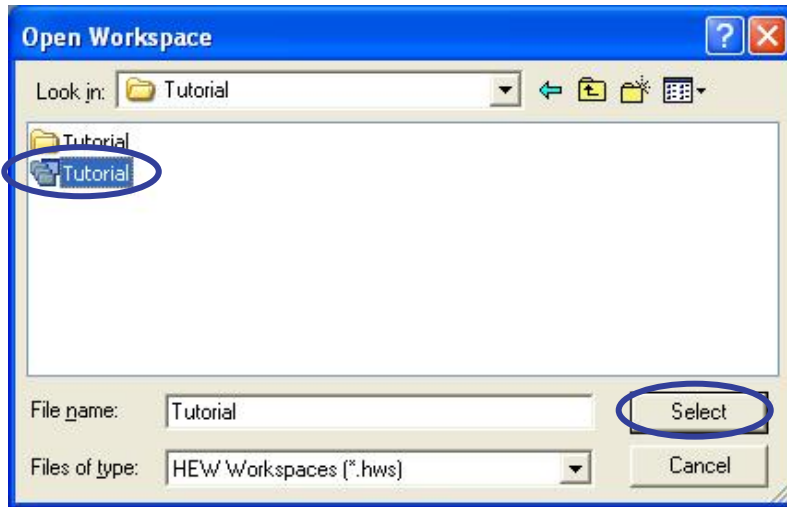 Open Workspace
Look in: Tutorial
Tutorial
Tutorial
File name: Tutorial Select
Files of type: HEW Workspaces (*.hws) Cancel